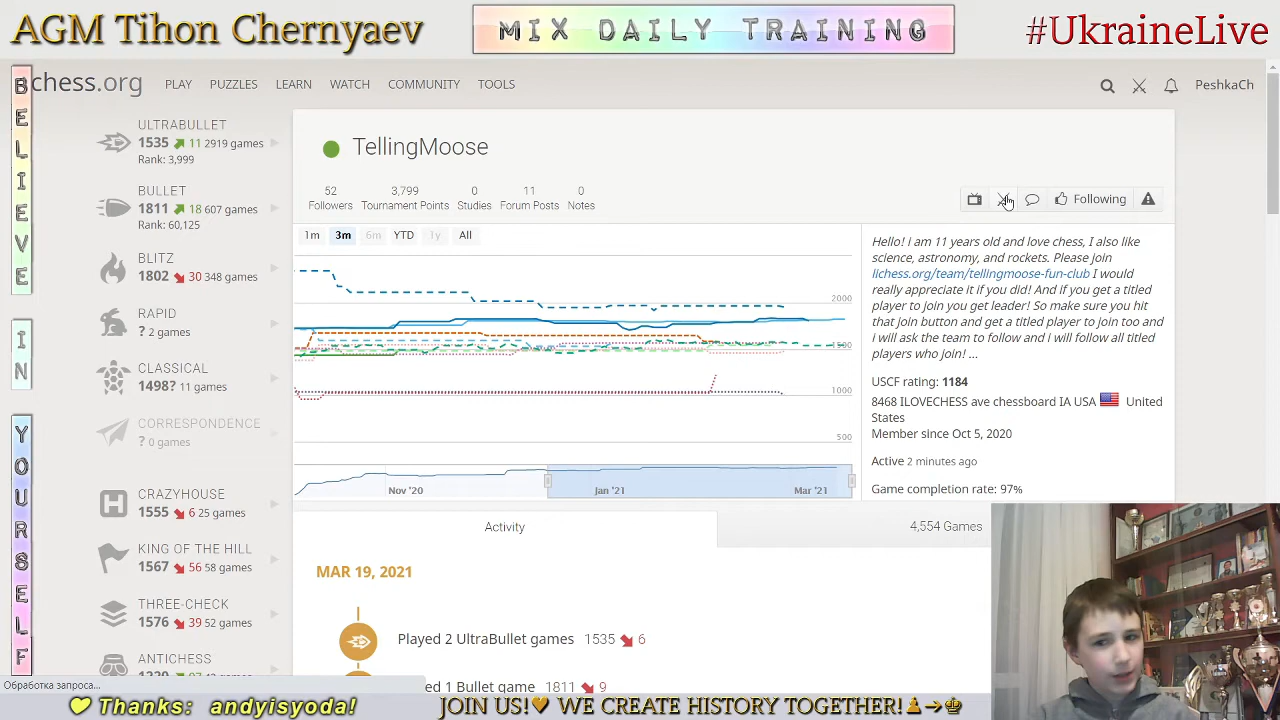 AGM Tihon Chernyaev
MIX DAILY TRAINING
#UkraineLive
BELIEVE
IN
YOURSELF
chess.org
PLAY
PUZZLES
LEARN
WATCH
COMMUNITY
TOOLS
PeshkaCh
ULTRABULLET
1535 11 2919 games
Rank: 3,999
BULLET
1811 18 607 games
Rank: 60,125
BLITZ
1802 30 348 games
RAPID
? 2 games
CLASSICAL
1498? 11 games
CORRESPONDENCE
? 0 games
CRAZYHOUSE
1555 6 25 games
KING OF THE HILL
1567 56 58 games
THREE-CHECK
1576 39 52 games
ANTICHESS
TellingMoose
52
Followers
3,799
Tournament Points
0
Studies
11
Forum Posts
0
Notes
Following
1m
3m
6m
YTD
1y
All
2000
1500
1000
500
Nov '20
Jan '21
Mar '21
Hello! i am 11 years old and love chess, I also like
science, astronomy, and rockets. Please join
lichess.org/team/tellingmoose-fun-club I would
really appreciate it if you did! And if you get a titled
player to join you get leader! So make sure you hit
that join button and get a titled player to join too and
I will ask the team to follow and I will follow all titled
players who join! ...
USCF rating: 1184
8468 ILOVECHESS ave chessboard IA USA United
States
Member since Oct 5, 2020
Active 2 minutes ago
Game completion rate: 97%
Activity
4,554 Games
MAR 19, 2021
Played 2 UltraBullet games 1535 6
ed 1 Bullet game 1811 9
Обработка запроса...
Thanks: andyisyoda!
JOIN US! WE CREATE HISTORY TOGETHER!